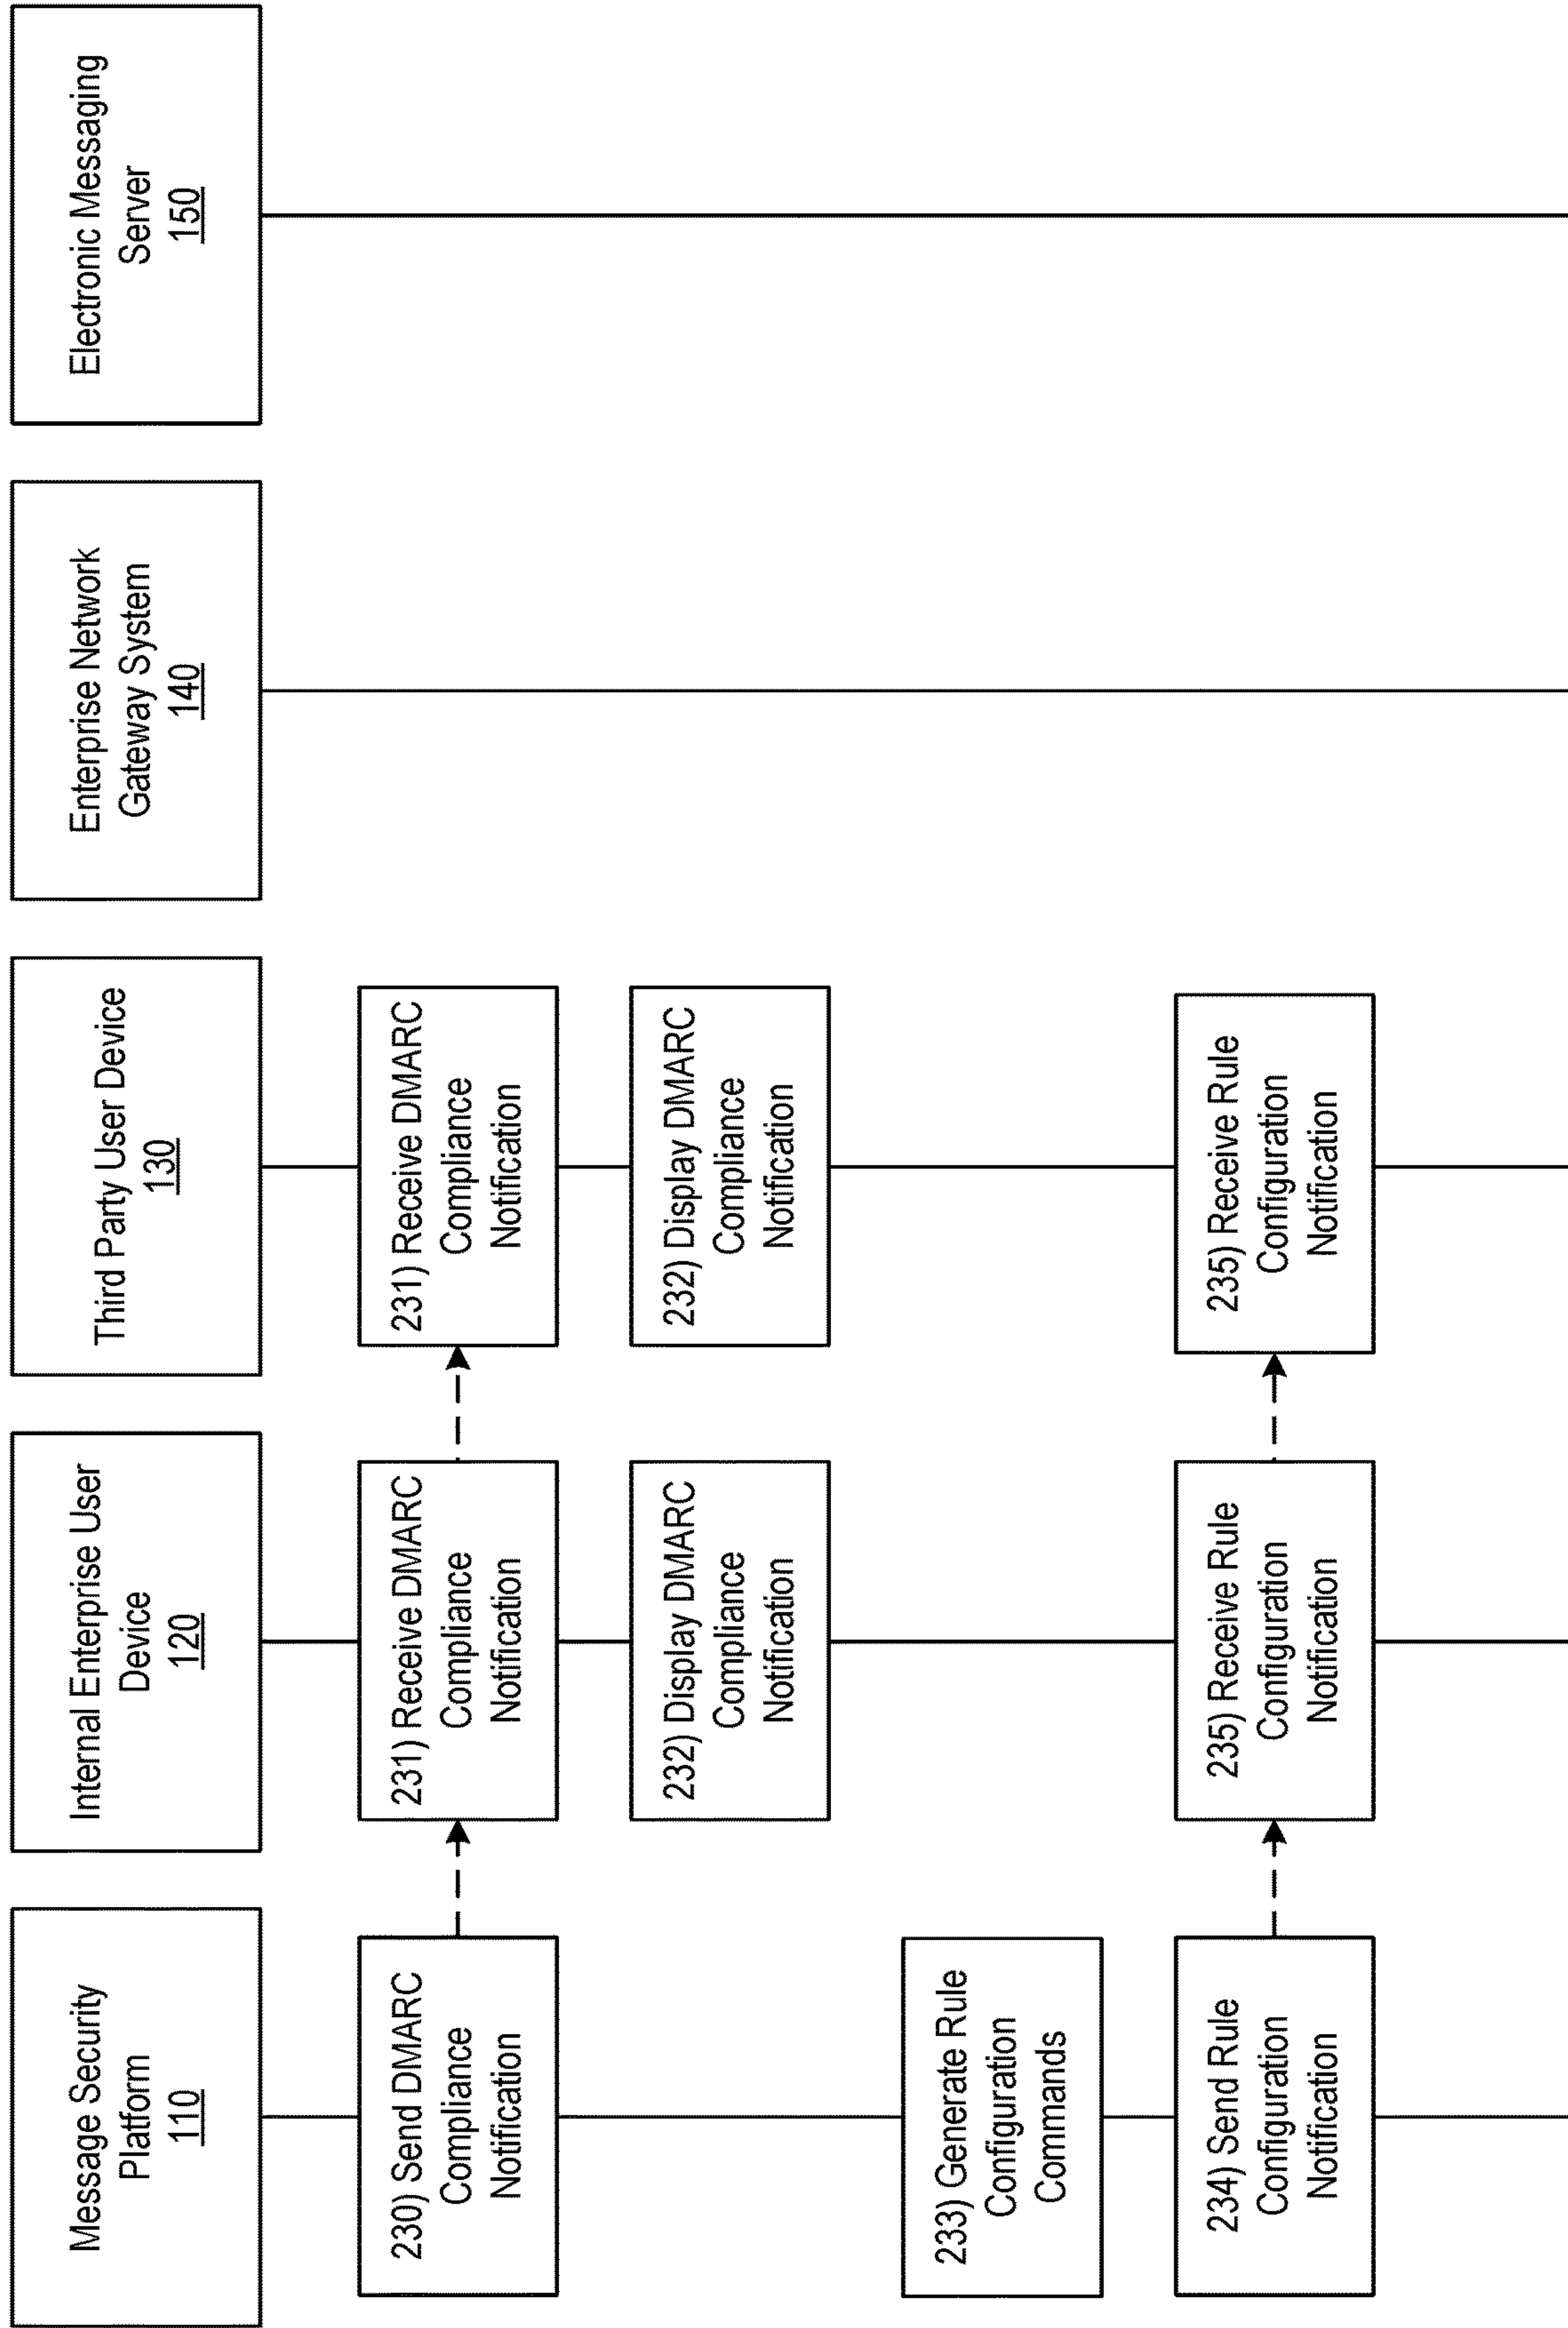 Message Security
Platform
110
Internal Enterprise User
Device
120
Third Party User Device
130
Enterprise Network
Gateway System
140
Electronic Messaging
Server
150
230) Send DMARC
Compliance
Notification
231) Receive DMARC
Compliance
Notification
231) Receive DMARC
Compliance
Notification
232) Display DMARC
Compliance
Notification
232) Display DMARC
Compliance
Notification
233) Generate Rule
Configuration
Commands
234) Send Rule
Configuration
Notification
235) Receive Rule
Configuration
Notification
235) Receive Rule
Configuration
Notification